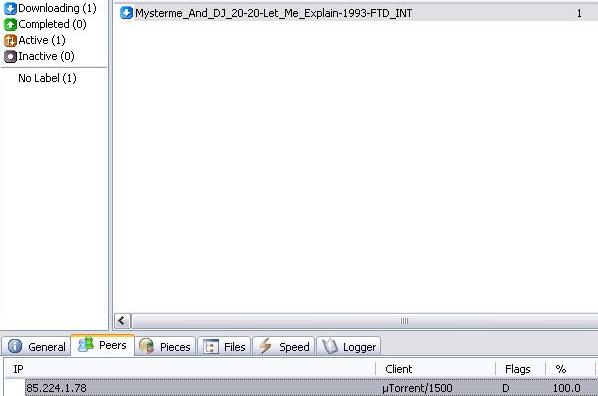 Downloading (1)
Completed (0)
Active (1)
Inactive (0)
No Label (1)
Mysterme_And_DJ_20-20-Let_Me_Explain-1993-FTD_INT 1
General Peers Pieces Files Speed Logger
IP Client Flags %
85.224.1.78 µTorrent/1500 D 100.0